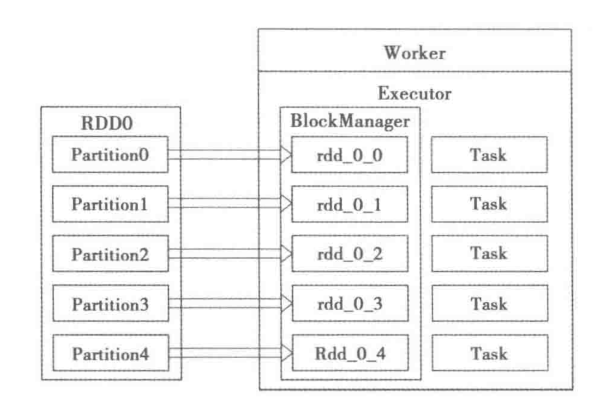 Worker
Executor
RDD0
BlockManager
Partition0
rdd_0_0
Task
Partition1
rdd_0_1
Task
Partition2
rdd_0_2
Task
Partition3
rdd_0_3
Task
Partition4
Rdd_0_4
Task